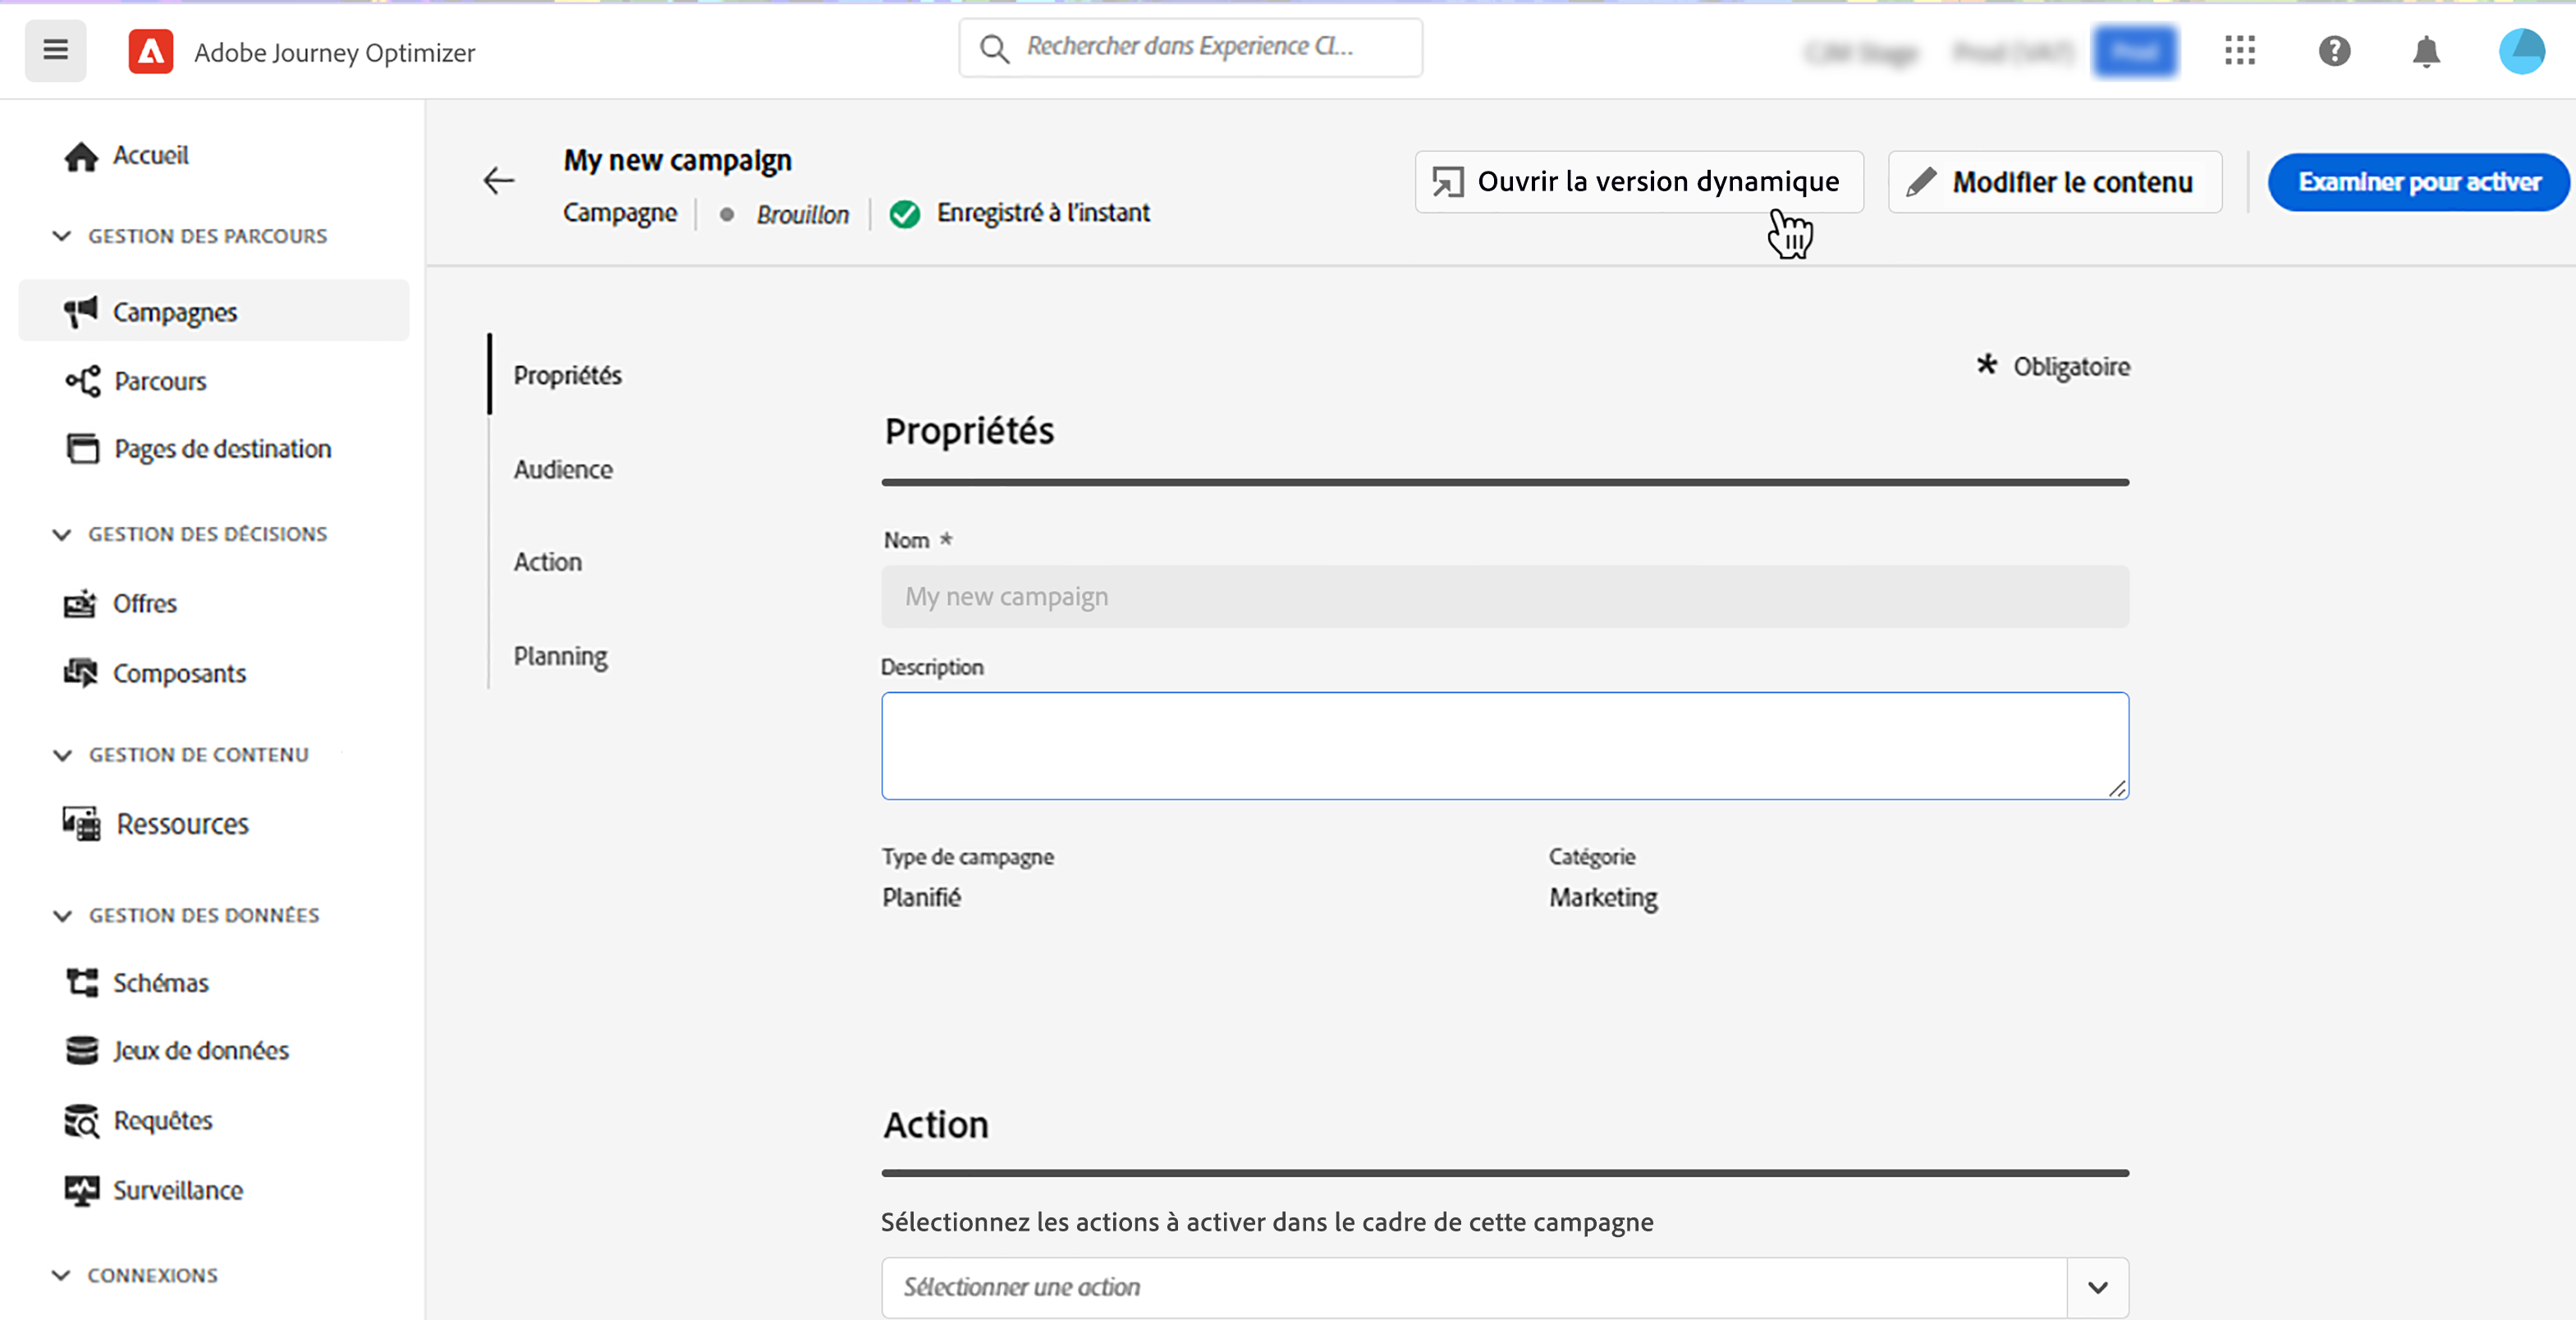 Adobe Journey Optimizer
Rechercher dans Experience Cl...
Accueil
GESTION DES PARCOURS
Campagnes
Parcours
Pages de destination
GESTION DES DÉCISIONS
Offres
Composants
GESTION DE CONTENU
Ressources
GESTION DES DONNÉES
Schémas
Jeux de données
Requêtes
Surveillance
CONNEXIONS
My new campaign
Campagne
Brouillon
Enregistré à l'instant
Ouvrir la version dynamique
Modifier le contenu
Examiner pour activer
Propriétés
Audience
Action
Planning
* Obligatoire
Propriétés
Nom *
My new campaign
Description
Type de campagne
Planifié
Catégorie
Marketing
Action
Sélectionnez les actions à activer dans le cadre de cette campagne
Sélectionner une action